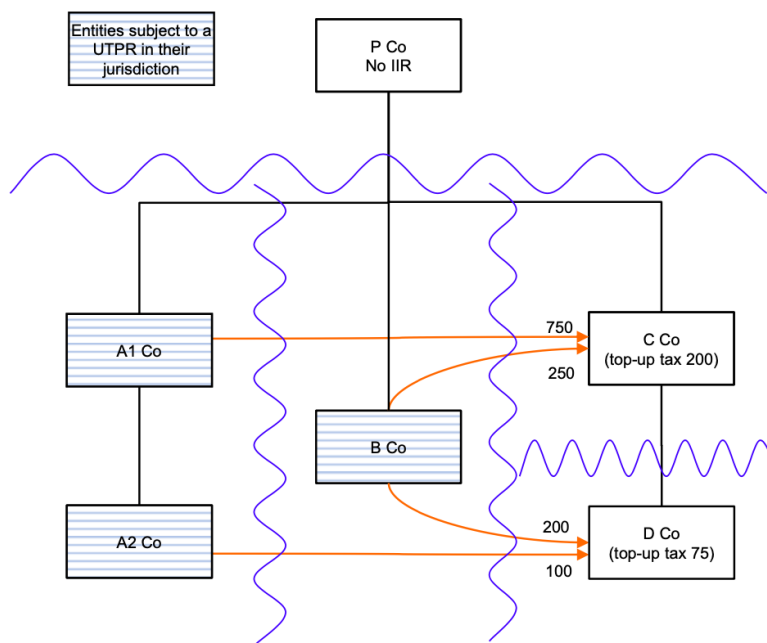 Entities subject to a
UTPR in their
jurisdiction
P Co
No IIR
A1 Co
750
C Co
(top-up tax 200)
250
B Co
A2 Co
200
D Co
(top-up tax 75)
100